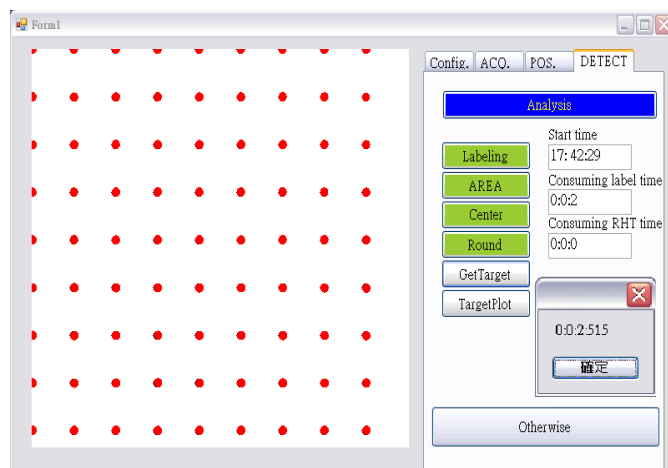 Form1
Config. ACQ. POS. DETECT
Analysis
Start time
Labeling
17:42:29
AREA
Consuming label time
0:0:2
Center
Consuming RHT time
Round
0:0:0
GetTarget
TargetPlot
0:0:2:515
確定
Otherwise